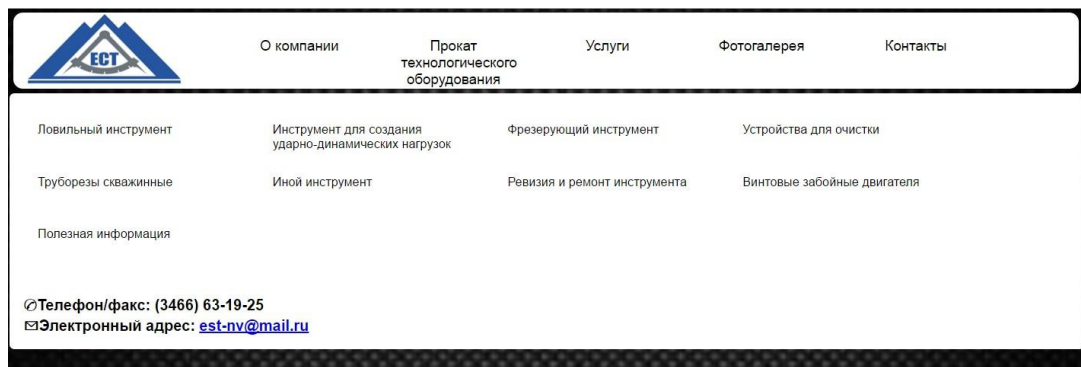 ЕСТ
О компании
Прокат
технологического
оборудования
Услуги
Фотогалерея
Контакты
Ловильный инструмент
Инструмент для создания
ударно-динамических нагрузок
Фрезерующий инструмент
Устройства для очистки
Труборезы скважинные
Иной инструмент
Ревизия и ремонт инструмента
Винтовые забойные двигателя
Полезная информация
✆Телефон/факс: (3466) 63-19-25
✉Электронный адрес: est-nv@mail.ru